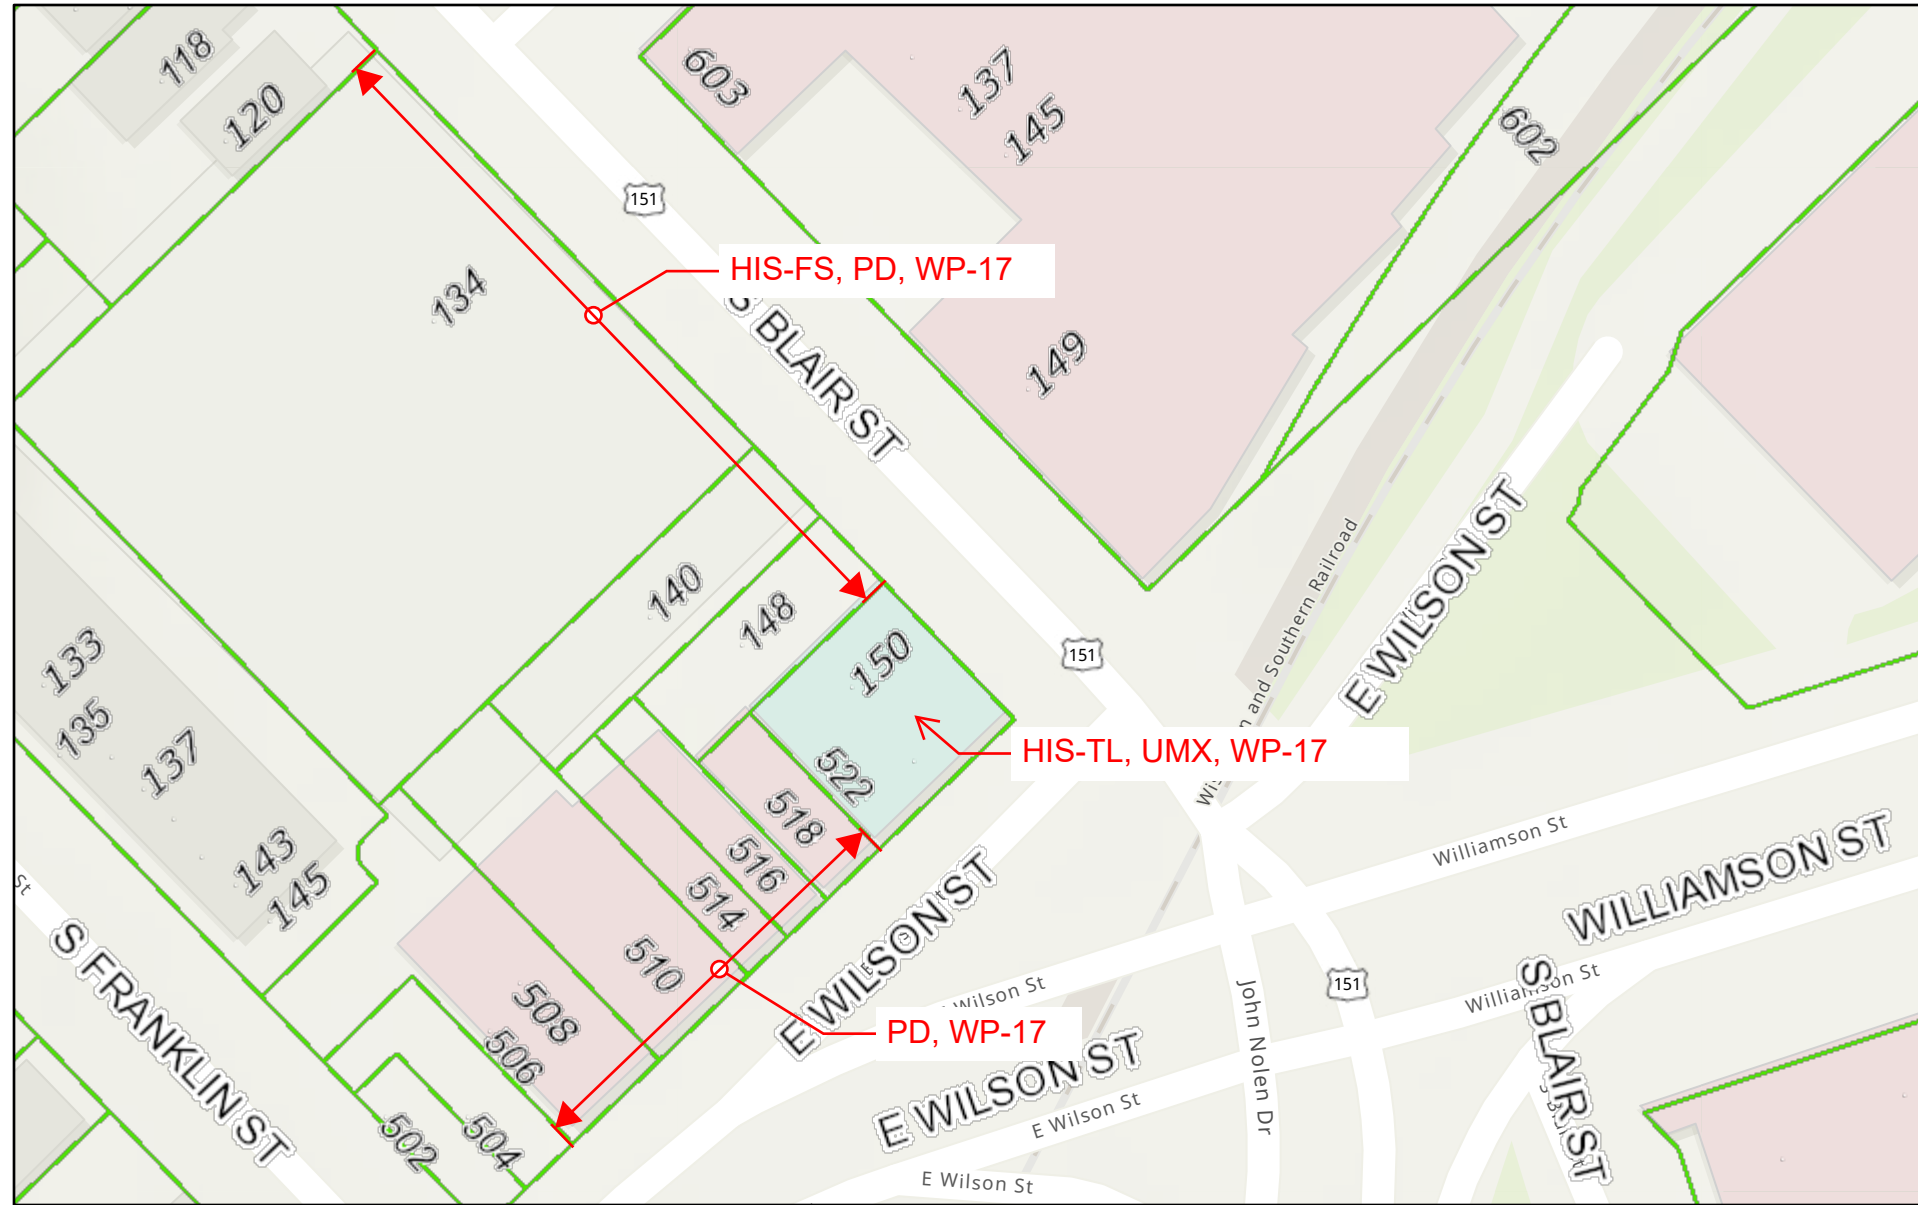 118
120
603
137
145
602
151
134
HIS-FS, PD, WP-17
S BLAIR ST
149
E WILSON ST
Wis
n and Southern Railroad
140
148
150
151
133
135
137
HIS-TL, UMX, WP-17
522
518
516
514
510
508
506
504
502
143
145
St
S FRANKLIN ST
E WILSON ST
Wilson St
PD, WP-17
E WILSON ST
E Wilson St
E Wilson St
John Nolen Dr
151
Williamson St
WILLIAMSON ST
Williamson St
S BLAIR ST